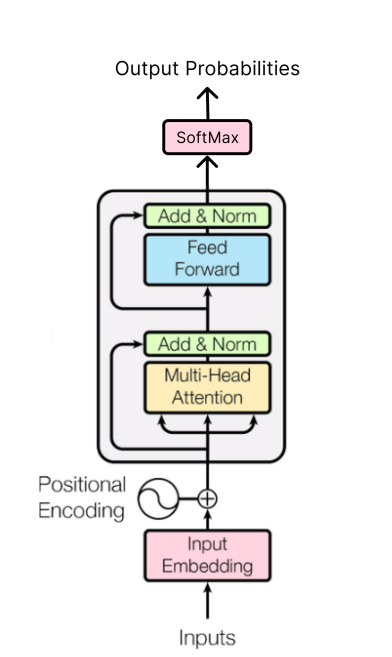 Output Probabilities
SoftMax
Add & Norm
Feed
Forward
Add & Norm
Multi-Head
Attention
Positional
Encoding
Input
Embedding
Inputs